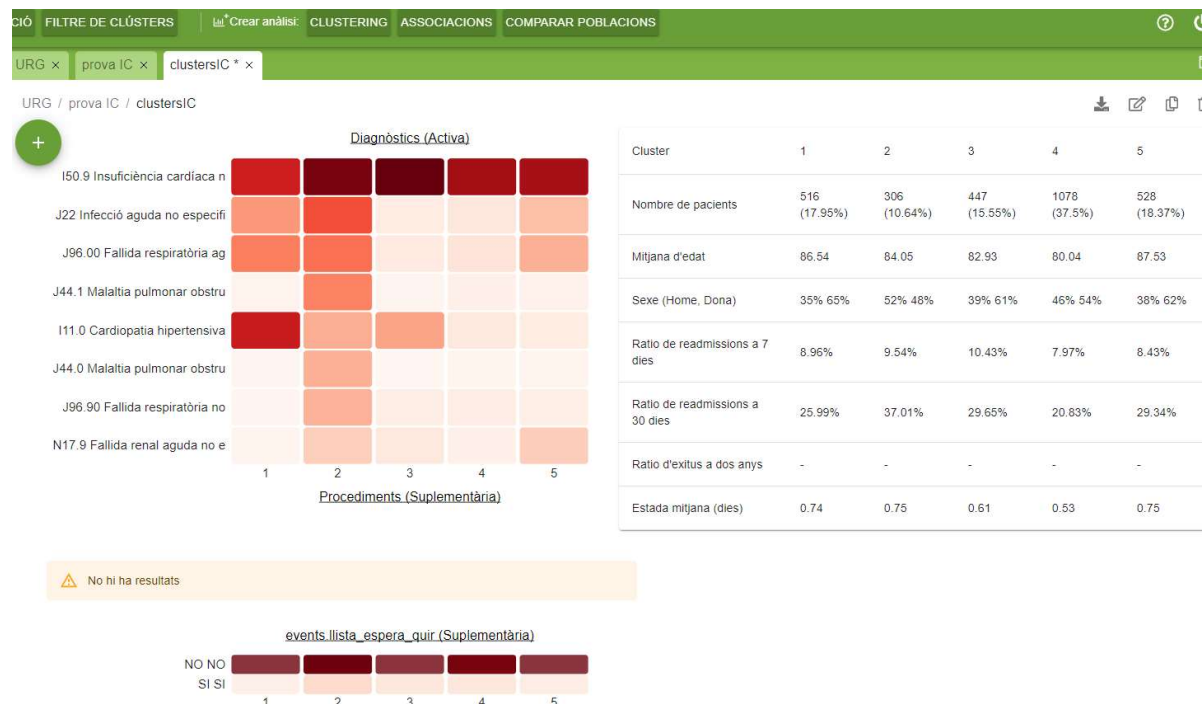 CIÓ FILTRE DE CLÚSTERS Crear anàlisi: CLUSTERING ASSOCIACIONS COMPARAR POBLACIONS
URG × prova IC × clustersIC * ×
URG / prova IC / clustersIC
+
Diagnòstics (Activa)
I50.9 Insuficiència cardíaca n
J22 Infecció aguda no especifi
J96.00 Fallida respiratòria ag
J44.1 Malaltia pulmonar obstru
I11.0 Cardiopatia hipertensiva
J44.0 Malaltia pulmonar obstru
J96.90 Fallida respiratòria no
N17.9 Fallida renal aguda no e
1 2 3 4 5
Procediments (Suplementària)
Cluster 1 2 3 4 5
Nombre de pacients 516 (17.95%) 306 (10.64%) 447 (15.55%) 1078 (37.5%) 528 (18.37%)
Mitjana d'edat 86.54 84.05 82.93 80.04 87.53
Sexe (Home, Dona) 35% 65% 52% 48% 39% 61% 46% 54% 38% 62%
Ratio de readmissions a 7 dies 8.96% 9.54% 10.43% 7.97% 8.43%
Ratio de readmissions a 30 dies 25.99% 37.01% 29.65% 20.83% 29.34%
Ratio d'exitus a dos anys - - - - -
Estada mitjana (dies) 0.74 0.75 0.61 0.53 0.75
No hi ha resultats
events.llista_espera_quir (Suplementària)
NO NO
SI SI
1 2 3 4 5